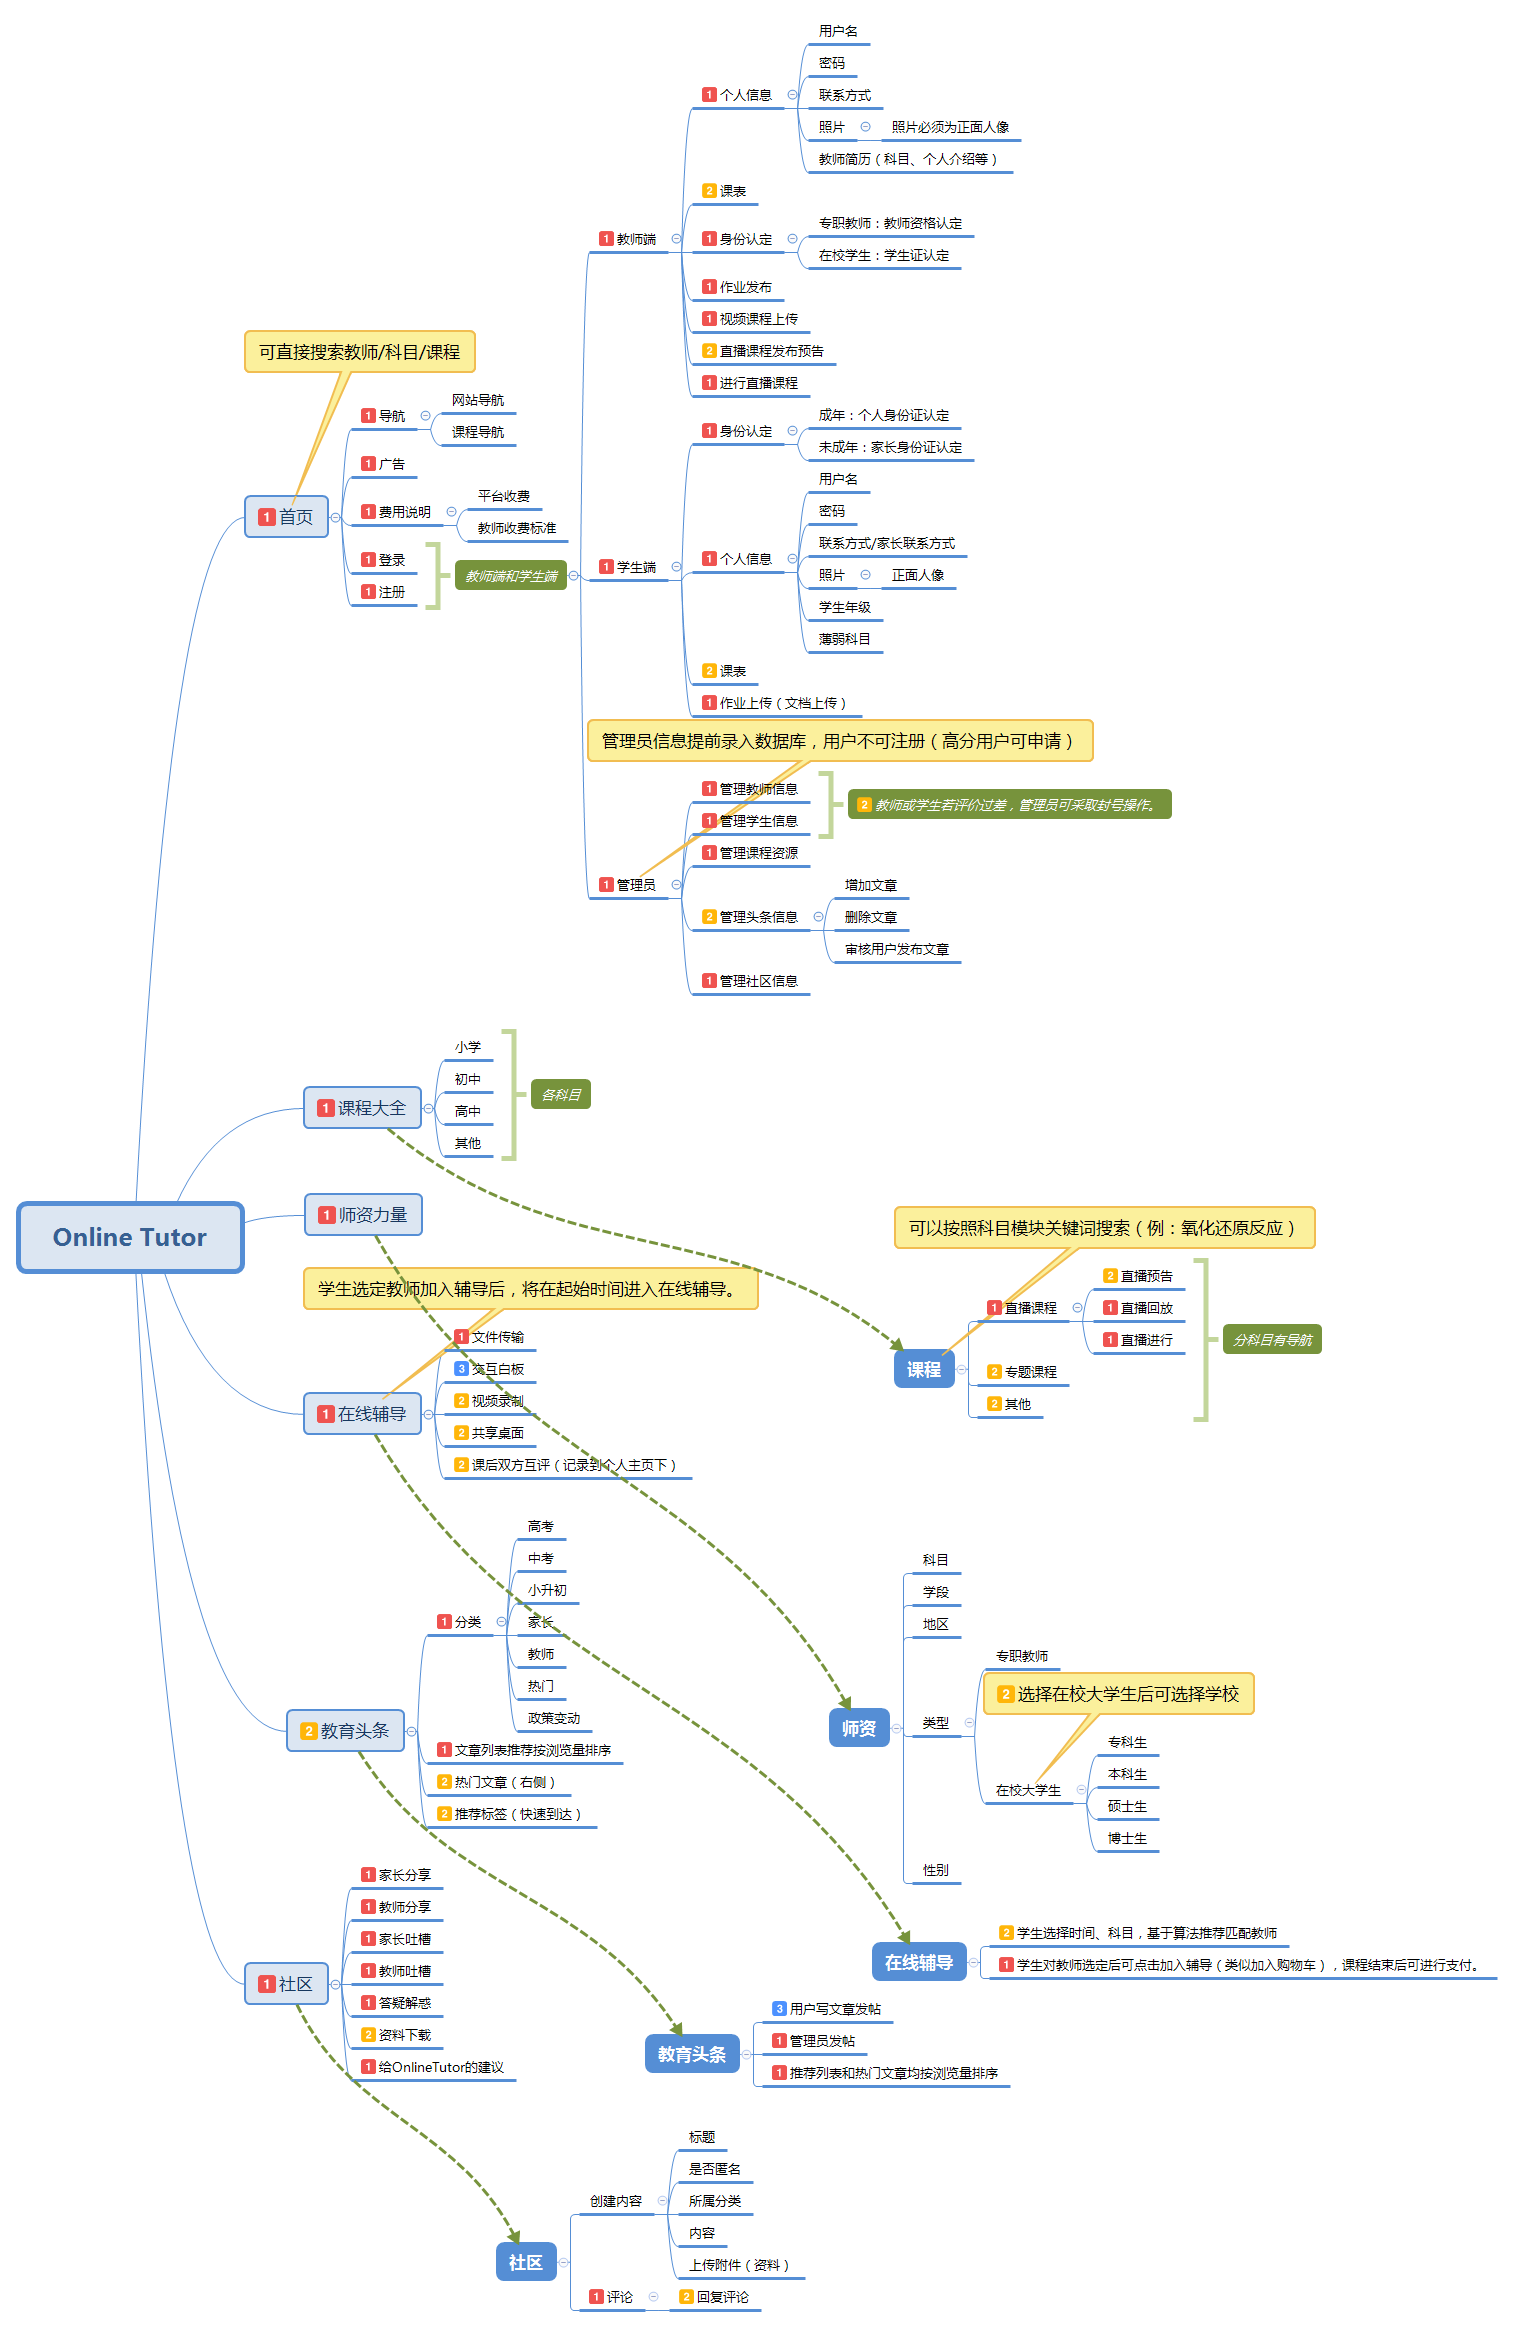 Online Tutor
可直接搜索教师/科目/课程
1 首页
1 导航
网站导航
课程导航
1 广告
1 费用说明
平台收费
教师收费标准
1 登录
1 注册
教师端和学生端
1 教师端
1 个人信息
用户名
密码
联系方式
照片
照片必须为正面人像
教师简历（科目、个人介绍等）
2 课表
1 身份认定
专职教师：教师资格认定
在校学生：学生证认定
1 作业发布
1 视频课程上传
2 直播课程发布预告
1 进行直播课程
1 学生端
1 身份认定
成年：个人身份证认定
未成年：家长身份证认定
1 个人信息
用户名
密码
联系方式/家长联系方式
照片
正面人像
学生年级
薄弱科目
2 课表
1 作业上传（文档上传）
管理员信息提前录入数据库，用户不可注册（高分用户可申请）
1 管理员
1 管理教师信息
1 管理学生信息
2 教师或学生若评价过差，管理员可采取封号操作。
1 管理课程资源
2 管理头条信息
增加文章
删除文章
审核用户发布文章
1 管理社区信息
1 课程大全
小学
初中
高中
其他
各科目
1 师资力量
学生选定教师加入辅导后，将在起始时间进入在线辅导。
1 在线辅导
1 文件传输
3 交互白板
2 视频录制
2 共享桌面
2 课后双方互评（记录到个人主页下）
可以按照科目模块关键词搜索（例：氧化还原反应）
课程
1 直播课程
2 直播预告
1 直播回放
1 直播进行
2 专题课程
2 其他
分科目有导航
2 教育头条
1 分类
高考
中考
小升初
家长
教师
热门
政策变动
1 文章列表推荐按浏览量排序
2 热门文章（右侧）
2 推荐标签（快速到达）
师资
科目
学段
地区
类型
专职教师
2 选择在校大学生后可选择学校
在校大学生
专科生
本科生
硕士生
博士生
性别
1 社区
1 家长分享
1 教师分享
1 家长吐槽
1 教师吐槽
1 答疑解惑
2 资料下载
1 给OnlineTutor的建议
在线辅导
2 学生选择时间、科目，基于算法推荐匹配教师
1 学生对教师选定后可点击加入辅导（类似加入购物车），课程结束后可进行支付。
教育头条
3 用户写文章发帖
1 管理员发帖
1 推荐列表和热门文章均按浏览量排序
社区
创建内容
标题
是否匿名
所属分类
内容
上传附件（资料）
1 评论
2 回复评论